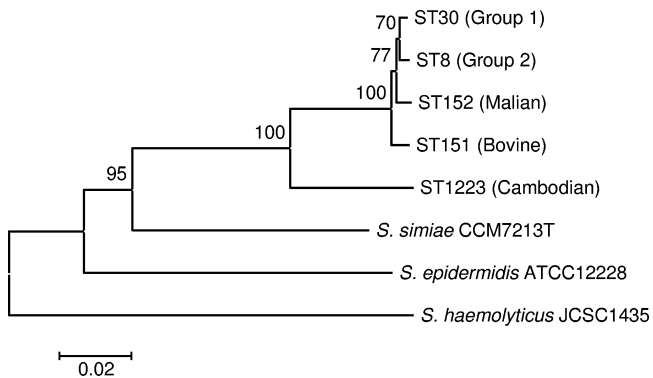 70
ST30 (Group 1)
77
ST8 (Group 2)
100
ST152 (Malian)
100
ST151 (Bovine)
95
ST1223 (Cambodian)
S. simiae CCM7213T
S. epidermidis ATCC12228
S. haemolyticus JCSC1435
0.02